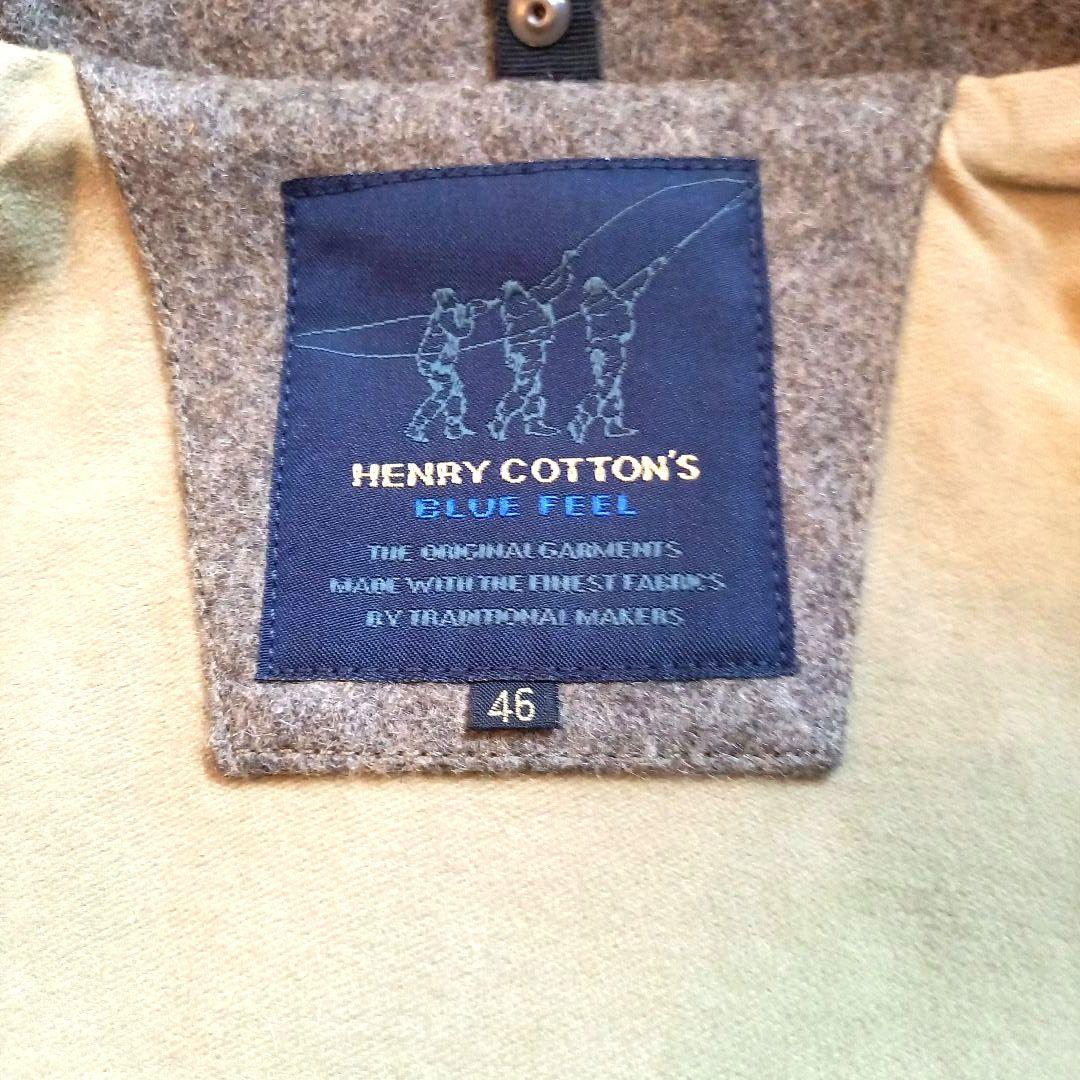 HENRY COTTON'S
BLUE FEEL
THE ORIGINAL GARMENTS
MADE WITH THE FINEST FABRICS
BY TRADITIONAL MAKERS
46